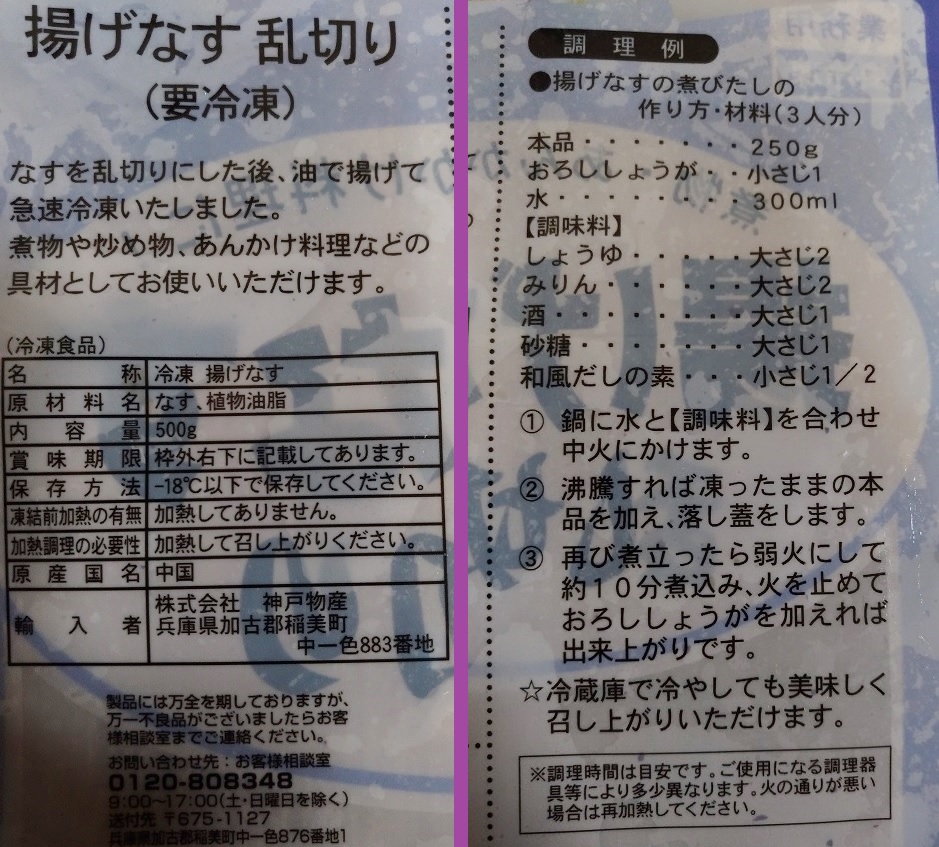 揚げなす 乱切り
(要冷凍)
なすを乱切りにした後、油で揚げて
急速冷凍いたしました。
煮物や炒め物、あんかけ料理などの
具材としてお使いいただけます。
(冷凍食品)
名称 冷凍 揚げなす
原材料名 なす、植物油脂
内容量 500g
賞味期限 枠外右下に記載してあります。
保存方法 -18℃以下で保存してください。
凍結前加熱の有無 加熱してありません。
加熱調理の必要性 加熱して召し上がりください。
原産国名 中国
輸入者 株式会社 神戸物産
兵庫県加古郡稲美町
中一色883番地
製品には万全を期しておりますが、
万一不良品がございましたらお客
様相談室までご連絡ください。
お問い合わせ先:お客様相談室
0120-808348
9:00~17:00(土・日曜日を除く)
送付先 〒675-1127
兵庫県加古郡稲美町中一色876番地1
調理例
●揚げなすの煮びたしの
作り方・材料(3人分)
本品・・・・・・・250g
おろししょうが・・小さじ1
水・・・・・・・・300ml
【調味料】
しょうゆ・・・・・大さじ2
みりん・・・・・・大さじ2
酒・・・・・・・・大さじ1
砂糖・・・・・・・大さじ1
和風だしの素・・・小さじ1/2
① 鍋に水と【調味料】を合わせ
中火にかけます。
② 沸騰すれば凍ったままの本
品を加え、落し蓋をします。
③ 再び煮立ったら弱火にして
約10分煮込み、火を止めて
おろししょうがを加えれば
出来上がりです。
☆冷蔵庫で冷やしても美味しく
召し上がりいただけます。
※調理時間は目安です。ご使用になる調理器
具等により多少異なります。火の通りが悪い
場合は再加熱してください。